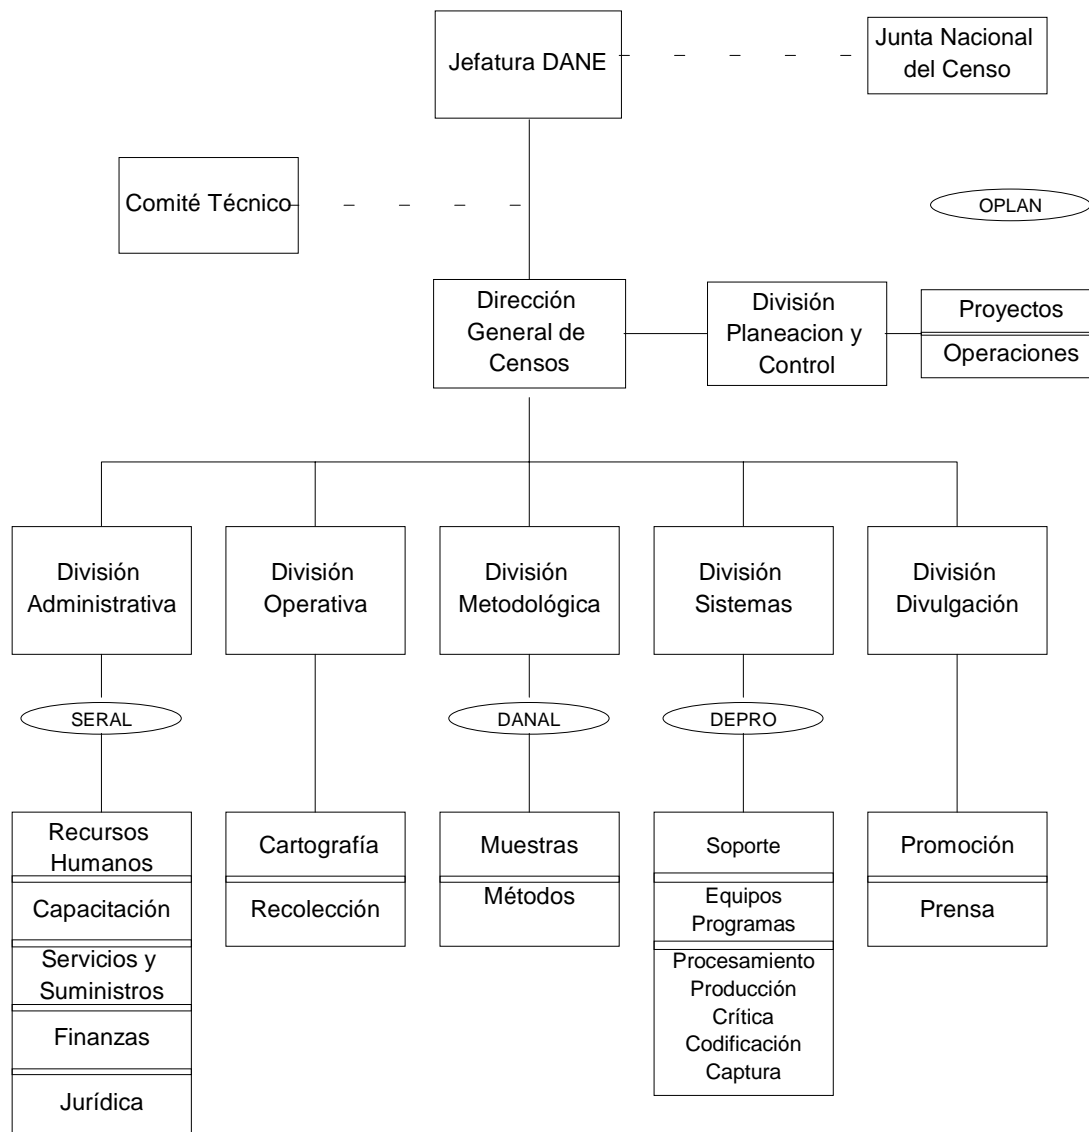 Jefatura DANE
Junta Nacional
del Censo
Comité Técnico
OPLAN
Dirección
General de
Censos
División
Planeacion y
Control
Proyectos
Operaciones
División
Administrativa
División
Operativa
División
Metodológica
División
Sistemas
División
Divulgación
SERAL
DANAL
DEPRO
Recursos
Humanos
Capacitación
Servicios y
Suministros
Finanzas
Jurídica
Cartografía
Recolección
Muestras
Métodos
Soporte
Equipos
Programas
Procesamiento
Producción
Crítica
Codificación
Captura
Promoción
Prensa